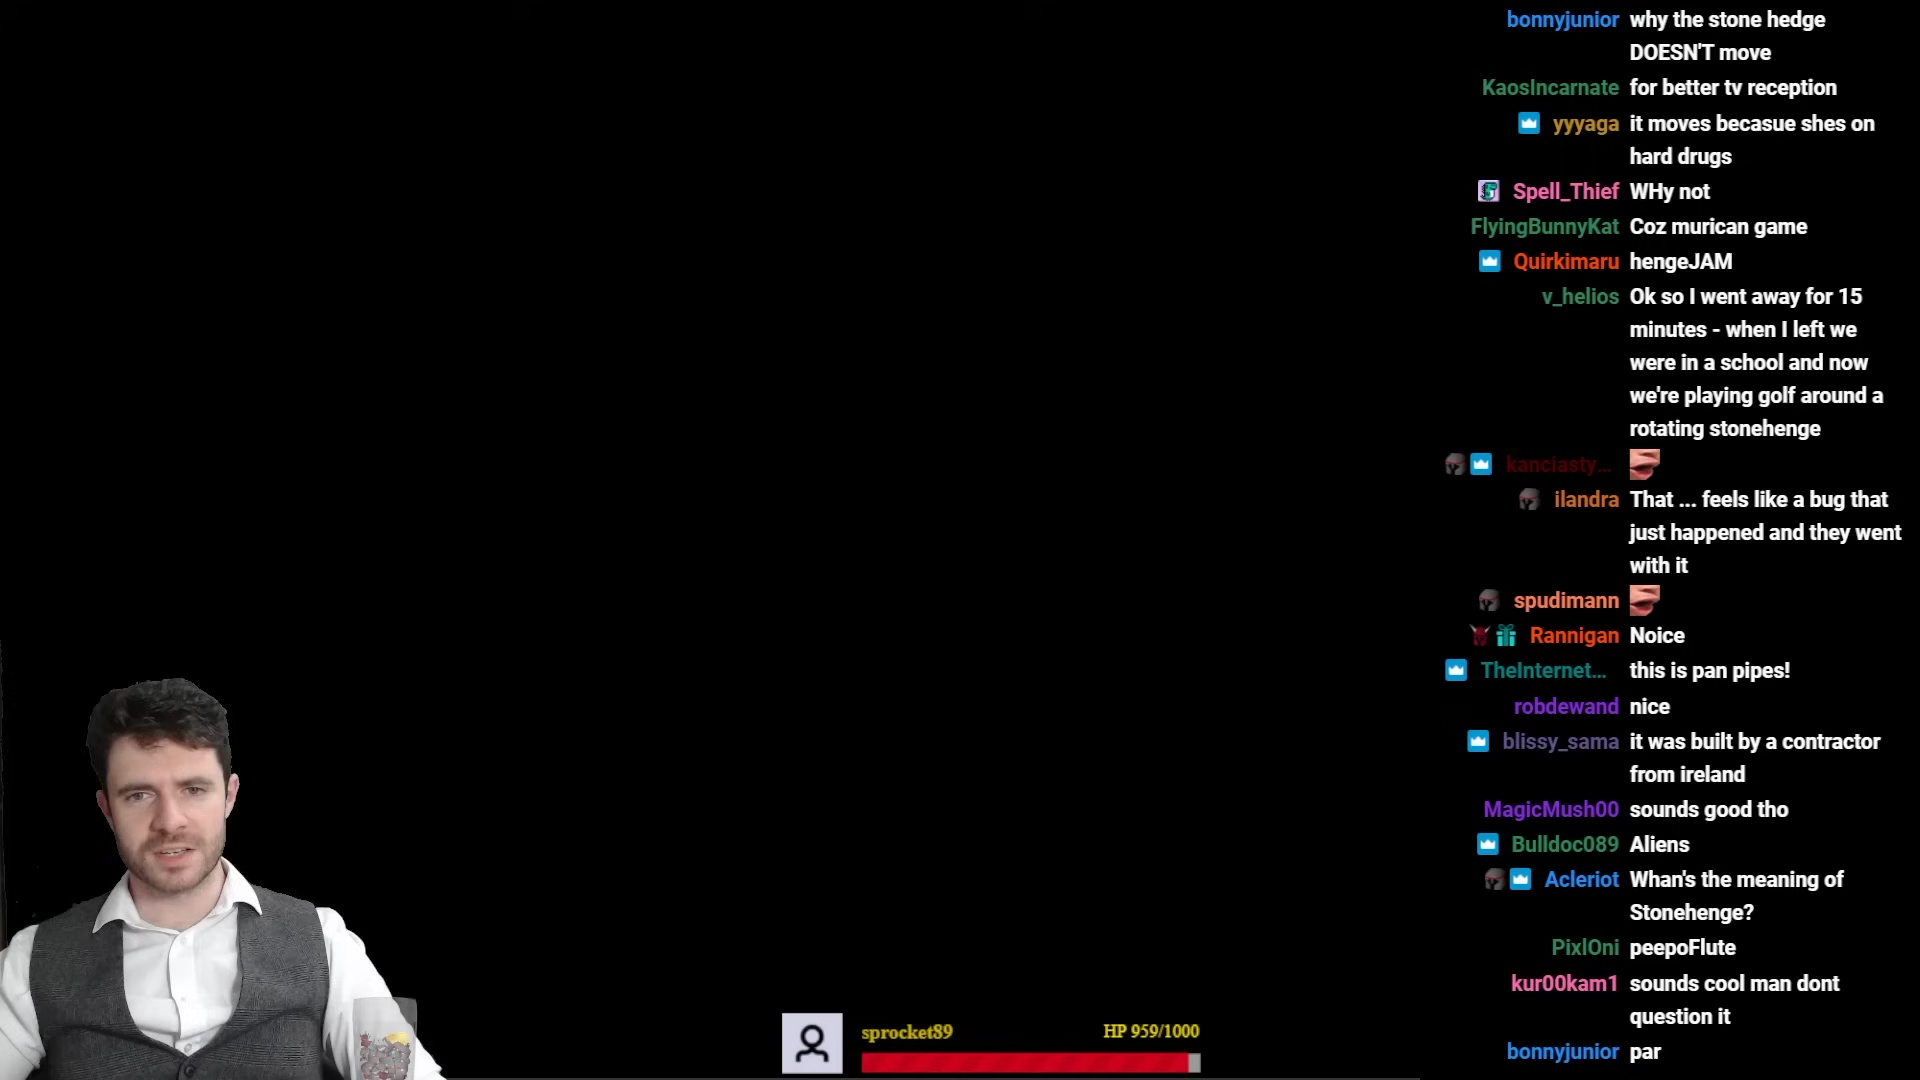 bonnyjunior why the stone hedge
DOESN'T move
KaosIncarnate for better tv reception
yyyaga it moves becasue shes on
hard drugs
Spell_Thief WHy not
FlyingBunnyKat Coz murican game
Quirkimaru hengeJAM
v_helios Ok so I went away for 15
minutes - when I left we
were in a school and now
we're playing golf around a
rotating stonehenge
kanciasty...
ilandra That ... feels like a bug that
just happened and they went
with it
spudimann
Rannigan Noice
TheInternet... this is pan pipes!
robdewand nice
blissy_sama it was built by a contractor
from ireland
MagicMush00 sounds good tho
Bulldoc089 Aliens
Acleriot Whan's the meaning of
Stonehenge?
PixlOni peepoFlute
kur00kam1 sounds cool man dont
question it
bonnyjunior par
sprocket89 HP 959/1000